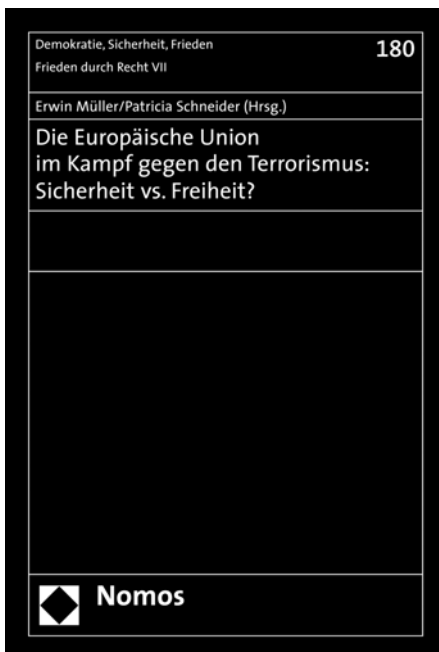 Demokratie, Sicherheit, Frieden
180
Frieden durch Recht VII
Erwin Müller/Patricia Schneider (Hrsg.)
Die Europäische Union
im Kampf gegen den Terrorismus:
Sicherheit vs. Freiheit?
Nomos